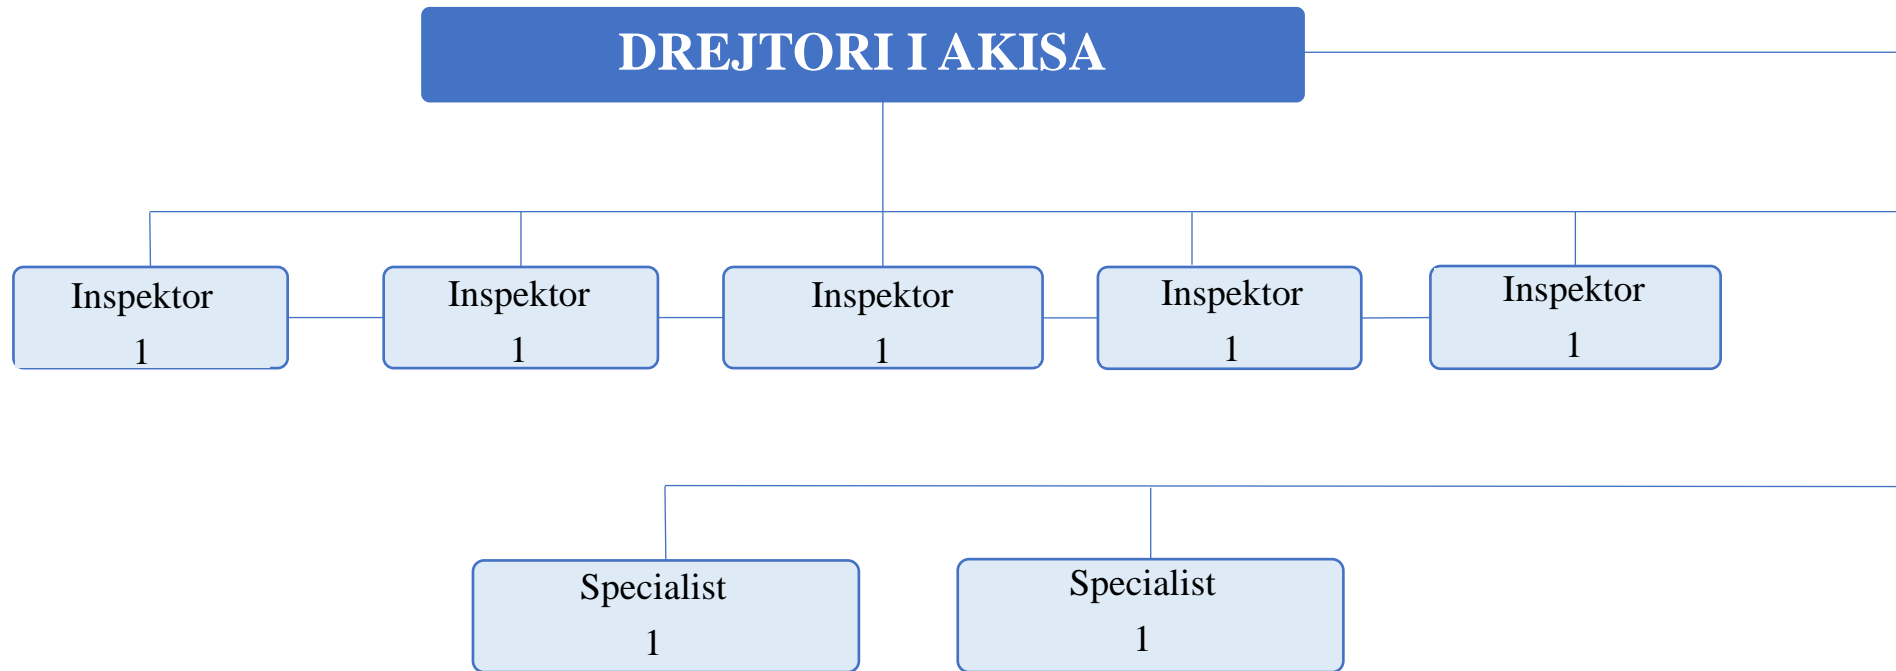 DREJTORI I AKISA
Inspektor
1
Inspektor
1
Inspektor
1
Inspektor
1
Inspektor
1
Specialist
1
Specialist
1